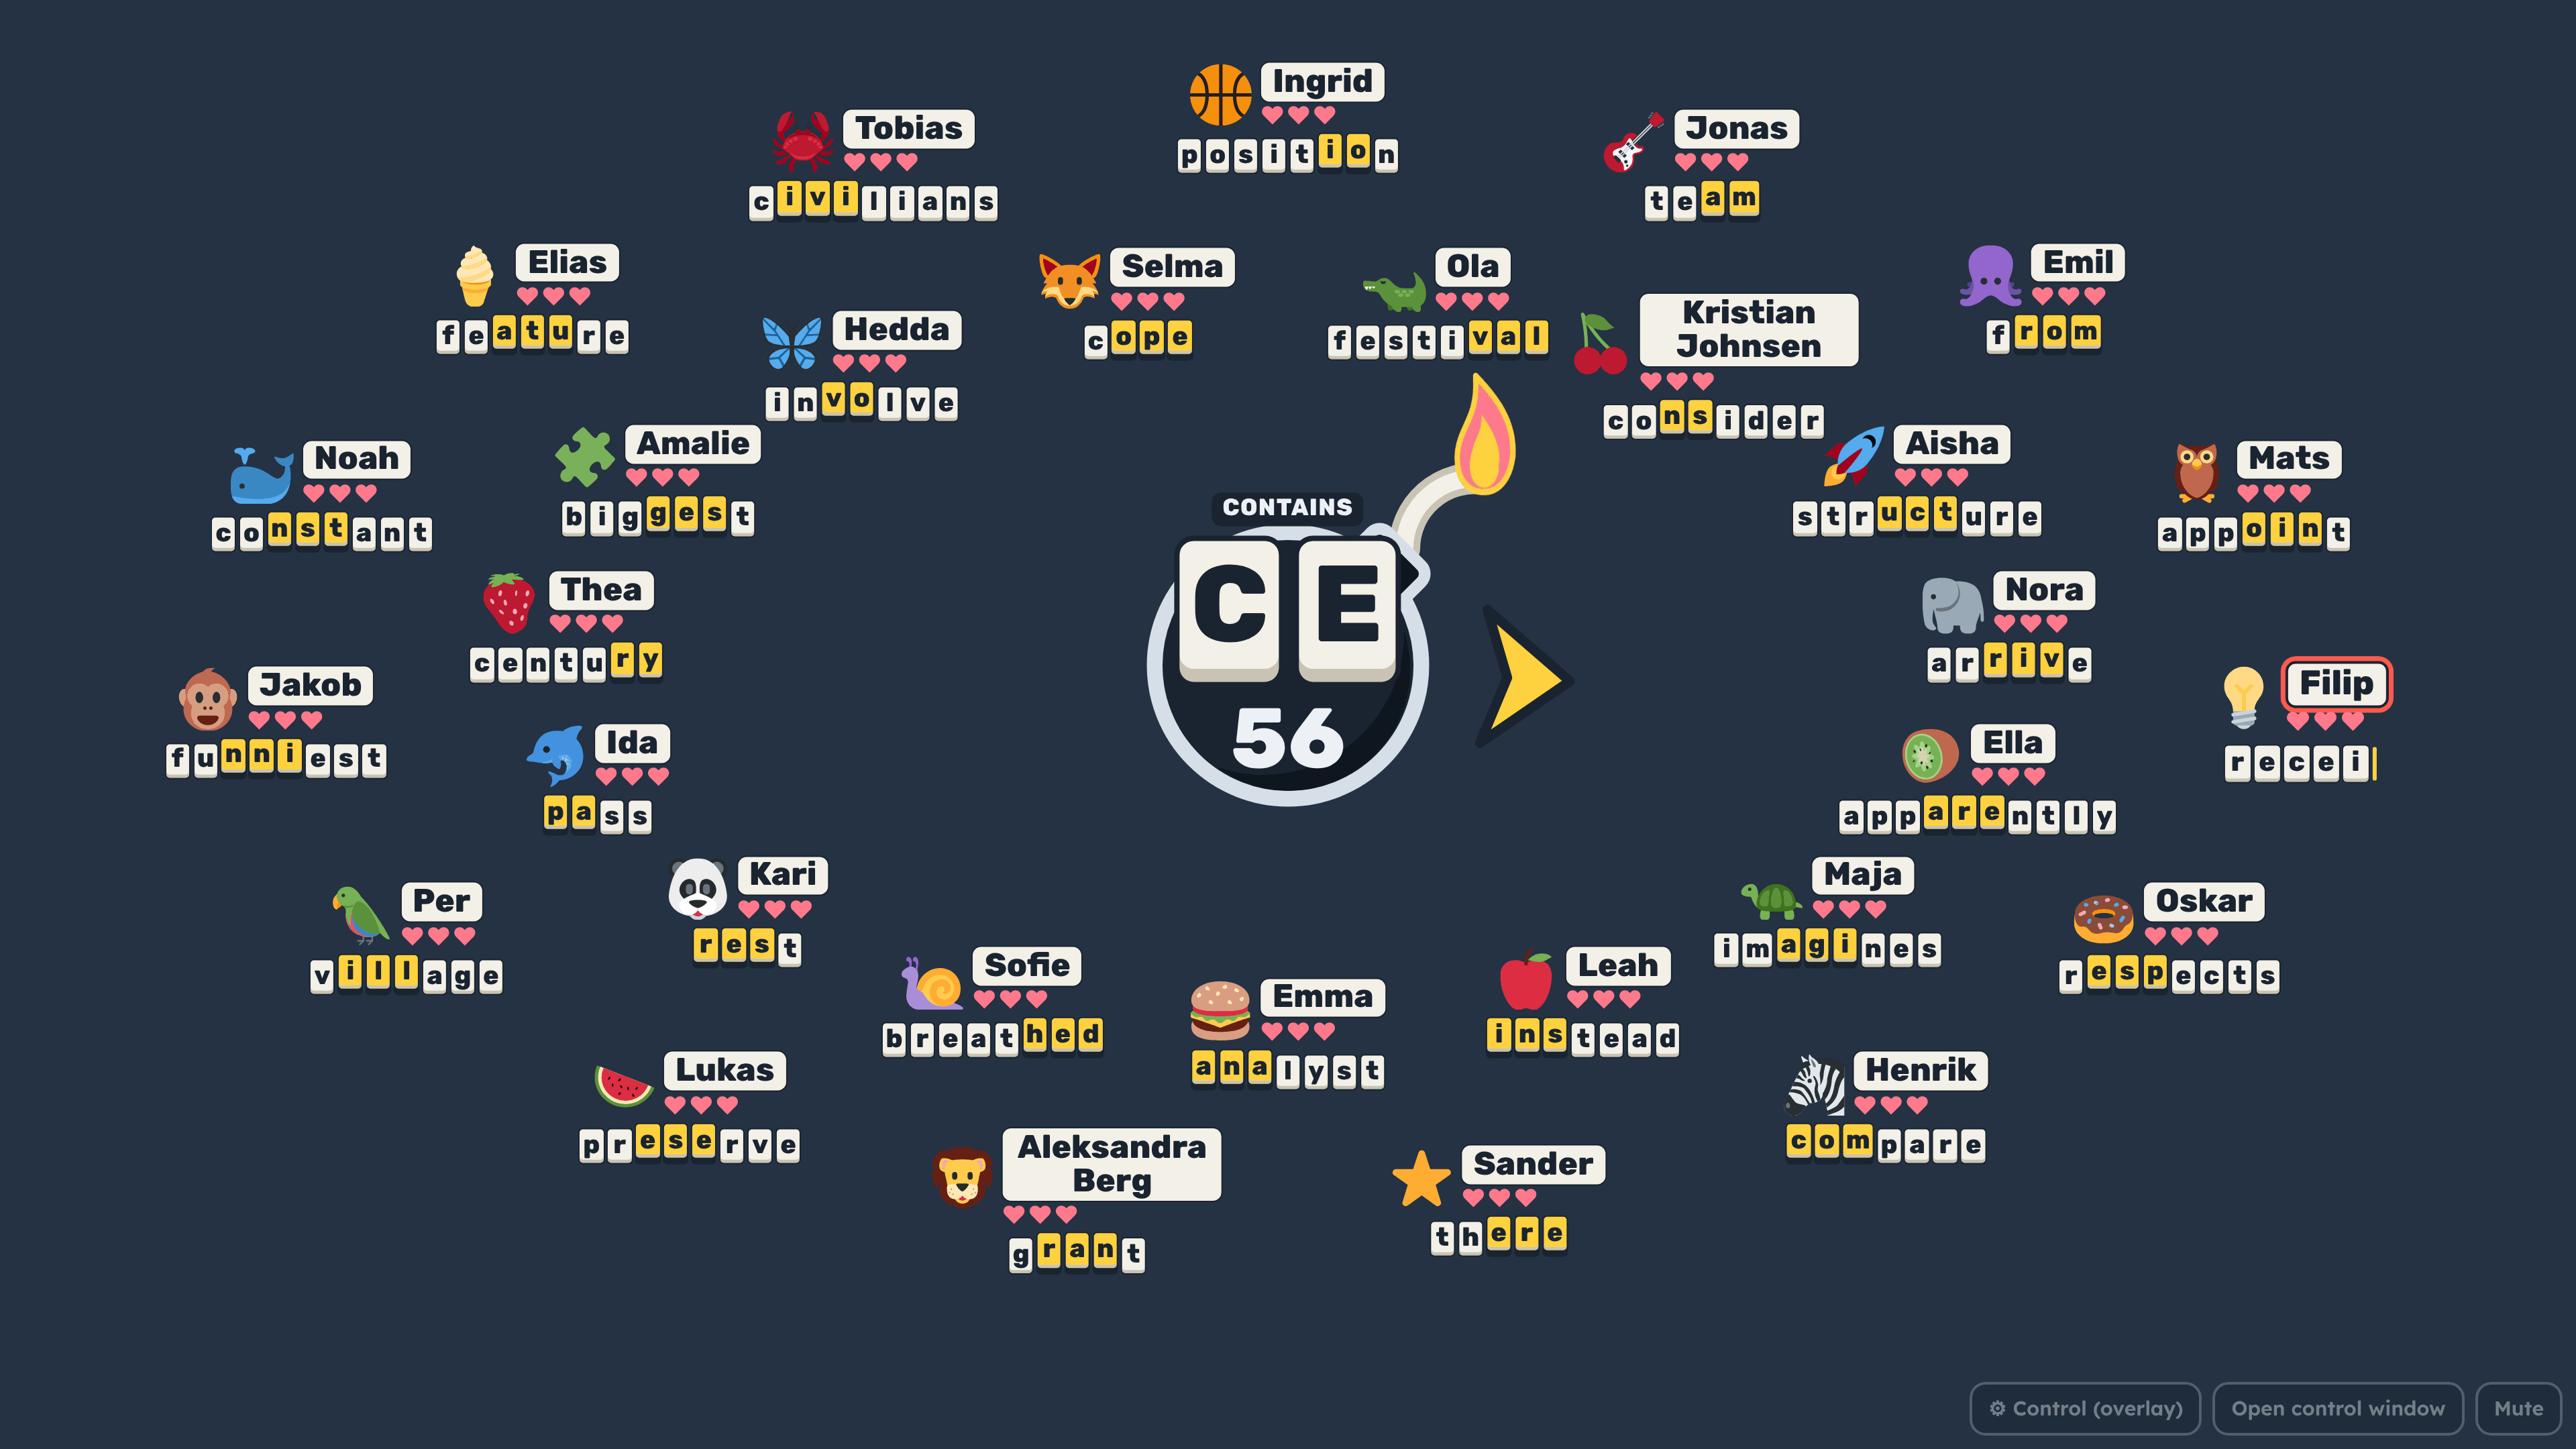 Ingrid
position
Tobias
civilians
Jonas
team
Elias
feature
Selma
cope
Ola
festival
Emil
from
Hedda
involve
Kristian
Johnsen
consider
Noah
constant
Amalie
biggest
Aisha
structure
Mats
appoint
CONTAINS
CE
56
Thea
century
Nora
arrive
Jakob
funniest
Filip
recei
Ida
pass
Ella
apparently
Per
village
Kari
rest
Maja
imagines
Oskar
respects
Sofie
breathed
Emma
analyst
Leah
instead
Lukas
preserve
Henrik
compare
Aleksandra
Berg
grant
Sander
there
Control (overlay)
Open control window
Mute